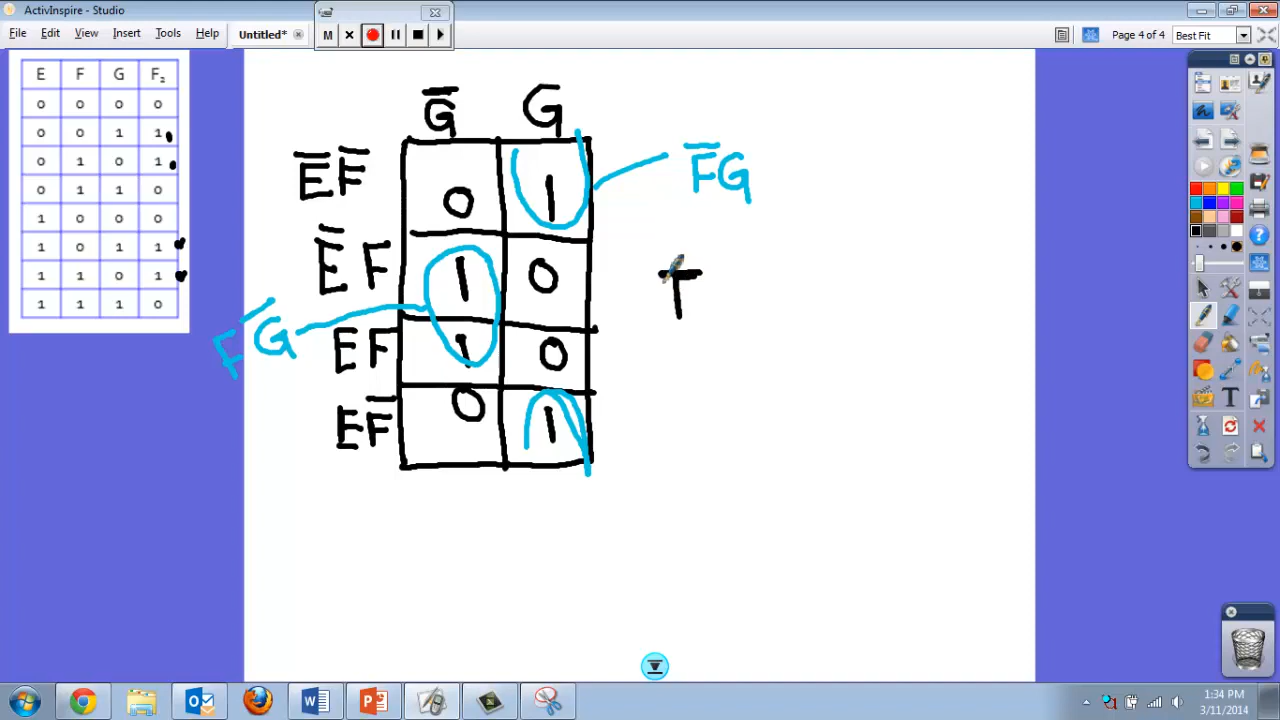 ActivInspire - Studio
File Edit View Insert Tools Help Untitled* M Page 4 of 4 Best Fit
E F G F₂
0 0 0 0
0 0 1 1
0 1 0 1
0 1 1 0
1 0 0 0
1 0 1 1
1 1 0 1
1 1 1 0
G̅ G
E̅ F̅ 0 1 F̅G
E̅ F 1 0
FG̅
EF 1 0
EF̅ 0 1
T
1:34 PM
3/11/2014